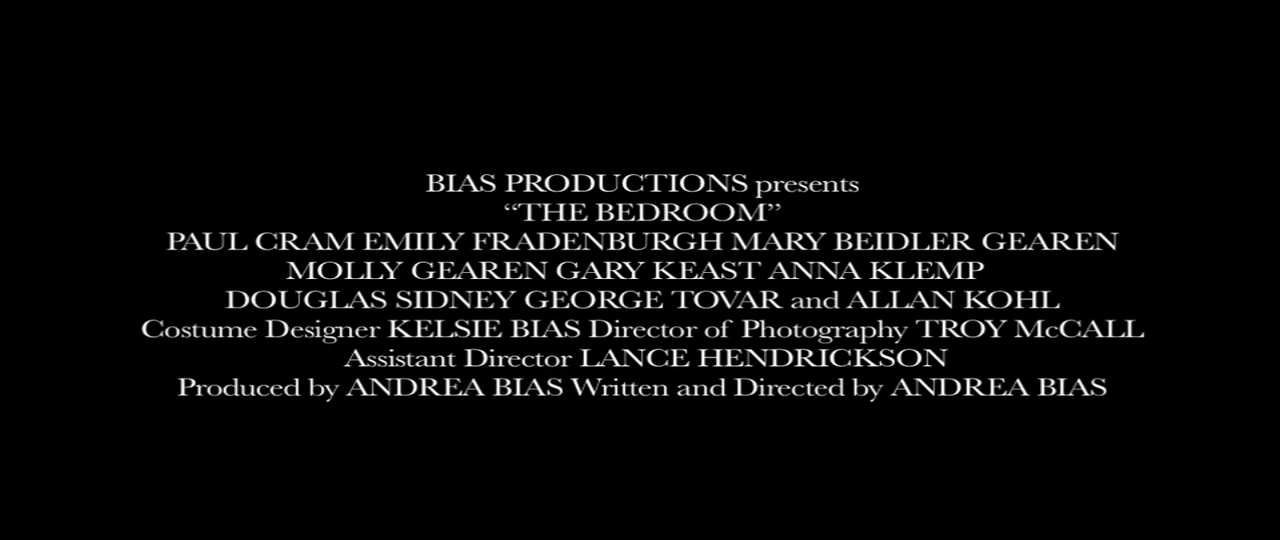 BIAS PRODUCTIONS presents
“THE BEDROOM”
PAUL CRAM EMILY FRADENBURGH MARY BEIDLER GEAREN
MOLLY GEAREN GARY KEAST ANNA KLEMP
DOUGLAS SIDNEY GEORGE TOVAR and ALLAN KOHL
Costume Designer KELSIE BIAS Director of Photography TROY McCALL
Assistant Director LANCE HENDRICKSON
Produced by ANDREA BIAS Written and Directed by ANDREA BIAS